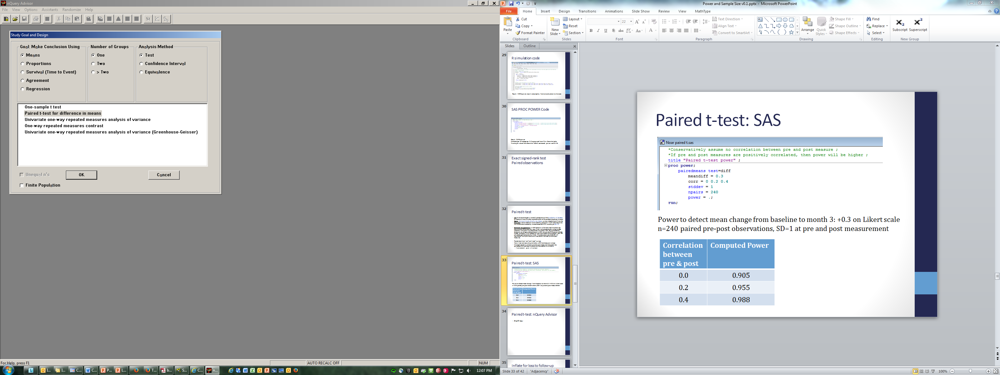 nQuery Advisor
File View Options Assistants Randomize Help
St
Study Goal and Design
Goal: Make Conclusion Using
Means
Proportions
Survival (Time to Event)
Agreement
Regression
Number of Groups
One
Two
> Two
Analysis Method
Test
Confidence Interval
Equivalence
One-sample t test
Paired t-test for difference in means
Univariate one-way repeated measures analysis of variance
One-way repeated measures contrast
Univariate one-way repeated measures analysis of variance (Greenhouse-Geisser)
Unequal n's
OK
Cancel
Finite Population
For Help, press F1
AUTO RECALC OFF
NUM
12:07 PM
Power and Sample Size v0.1.pptx - Microsoft PowerPoint
File Home Insert Design Transitions Animations Slide Show Review View MathType
Paste
Cut
Copy
Format Painter
Clipboard
New Slide
Layout
Reset
Section
Slides
22
Font
Text Direction
Align Text
Convert to SmartArt
Paragraph
Arrange
Quick Styles
Shape Fill
Shape Outline
Shape Effects
Drawing
Find
Replace
Select
Editing
Subscript
Superscript
New Group
Slides Outline
29
R simulation code
30
SAS PROC POWER Code
31
Exact signed-rank test
Paired observations
32
Paired t-test
33
Paired t-test: SAS
34
Paired t-test: nQuery Advisor
File → New
35
Inflate for loss to follow-up
Paired t-test: SAS
Noar paired t.sas
*Conservatively assume no correlation between pre and post measure ;
*If pre and post measures are positively correlated, then power will be higher ;
title "Paired t-test power" ;
proc power;
pairedmeans test=diff
meandiff = 0.3
corr = 0 0.2 0.4
stddev = 1
npairs = 240
power = .;
run;
Power to detect mean change from baseline to month 3: +0.3 on Likert scale
n=240 paired pre-post observations, SD=1 at pre and post measurement
Correlation between pre & post
Computed Power
0.0 0.905
0.2 0.955
0.4 0.988
Slide 33 of 42
"Adjacency"
100%